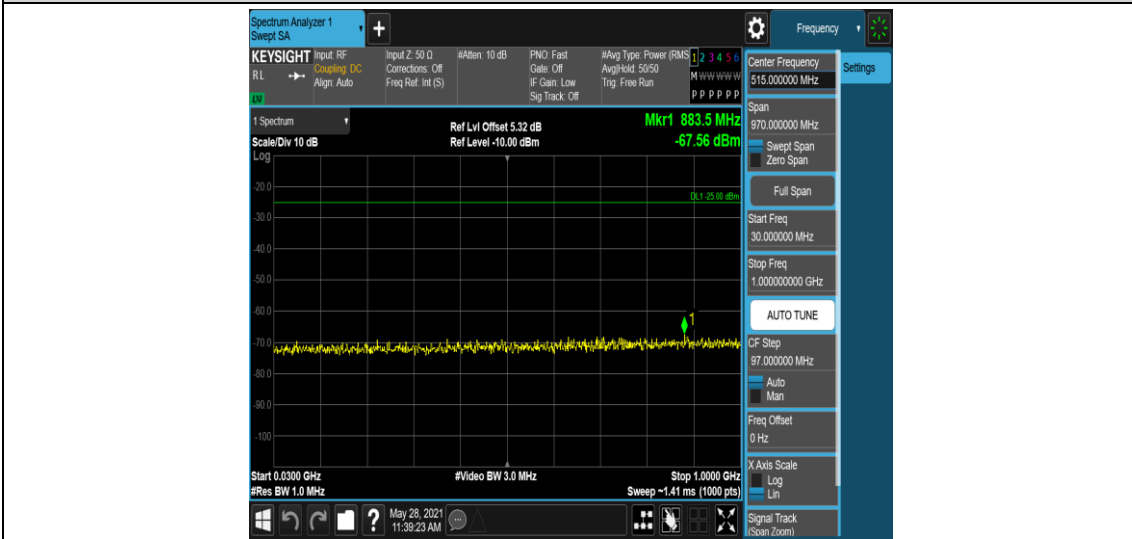 Spectrum Analyzer 1
Swept SA
+
Frequency
KEYSIGHT
RL
LXI
Input: RF
Coupling: DC
Align: Auto
Input Z: 50 Ω
Corrections: Off
Freq Ref: Int (S)
#Atten: 10 dB
PNO: Fast
Gate: Off
IF Gain: Low
Sig Track: Off
#Avg Type: Power (RMS
Avg|Hold: 50/50
Trig: Free Run
1 2 3 4 5 6
M W W W W W
P P P P P P
1 Spectrum
Scale/Div 10 dB
Log
Ref Lvl Offset 5.32 dB
Ref Level -10.00 dBm
Mkr1 883.5 MHz
-67.56 dBm
DL1 -25.00 dBm
-20.0
-30.0
-40.0
-50.0
-60.0
-70.0
-80.0
-90.0
-100
1
Start 0.0300 GHz
#Res BW 1.0 MHz
#Video BW 3.0 MHz
Stop 1.0000 GHz
Sweep ~1.41 ms (1000 pts)
?
May 28, 2021
11:39:23 AM
Center Frequency
515.000000 MHz
Span
970.000000 MHz
Swept Span
Zero Span
Full Span
Start Freq
30.000000 MHz
Stop Freq
1.000000000 GHz
AUTO TUNE
CF Step
97.000000 MHz
Auto
Man
Freq Offset
0 Hz
X Axis Scale
Log
Lin
Signal Track
(Span Zoom)
Settings